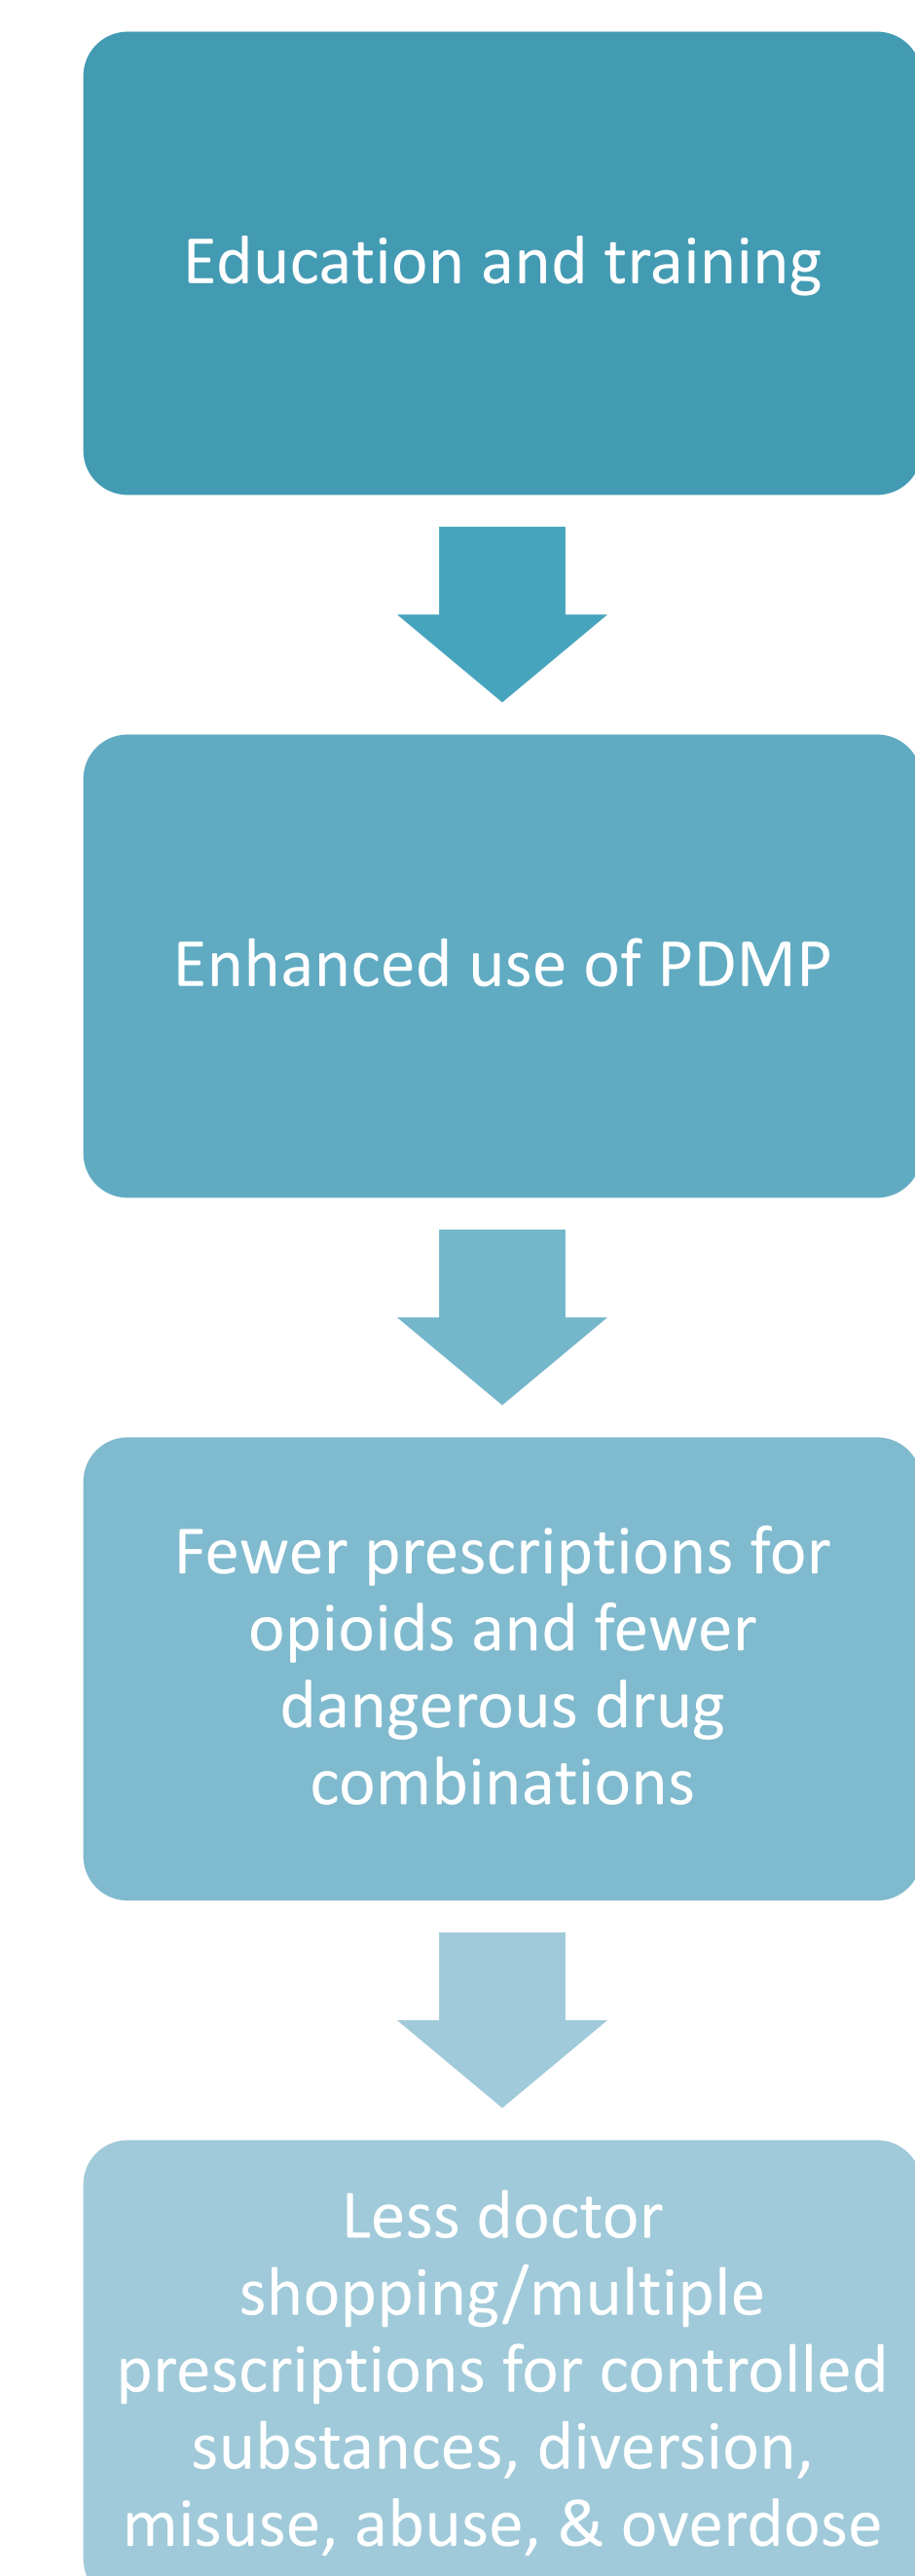 Education and training
Enhanced use of PDMP
Fewer prescriptions for
opioids and fewer
dangerous drug
combinations
Less doctor
shopping/multiple
prescriptions for controlled
substances, diversion,
misuse, abuse, & overdose